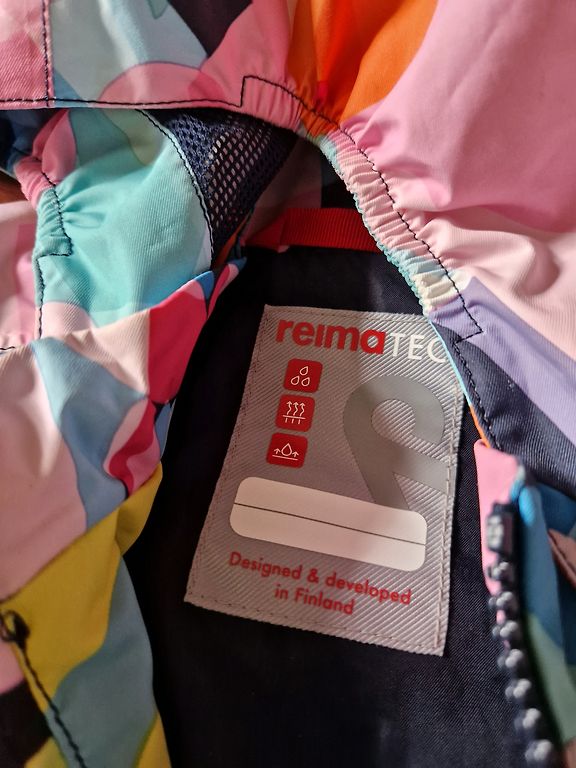 reimaTEC
Designed & developed
in Finland